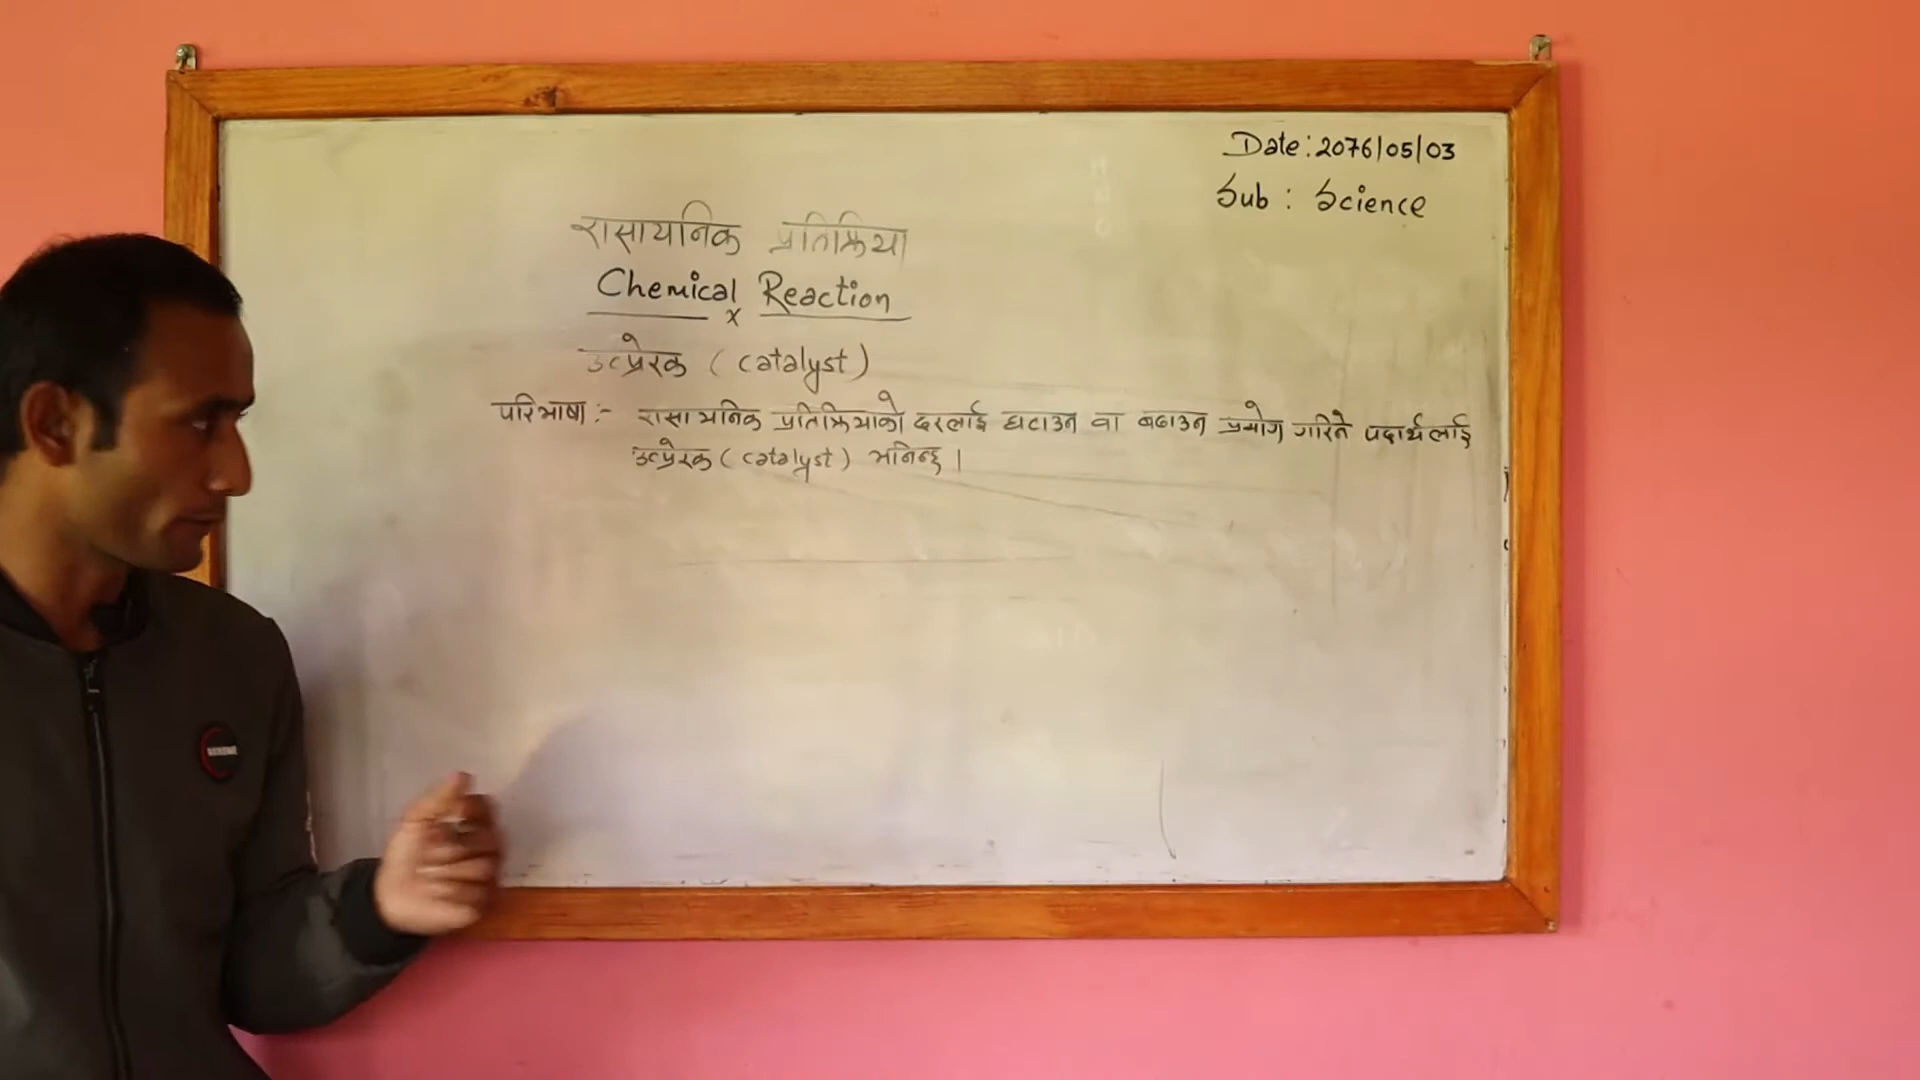 Date: 2076/05/03
Sub : Science
रासायनिक प्रतिक्रिया
Chemical Reaction
x
उत्प्रेरक ( catalyst )
परिभाषा :- रासायनिक प्रतिक्रियाको दरलाई घटाउन वा बढाउन प्रयोग गरिने पदार्थलाई
उत्प्रेरक ( catalyst ) भनिन्छ ।